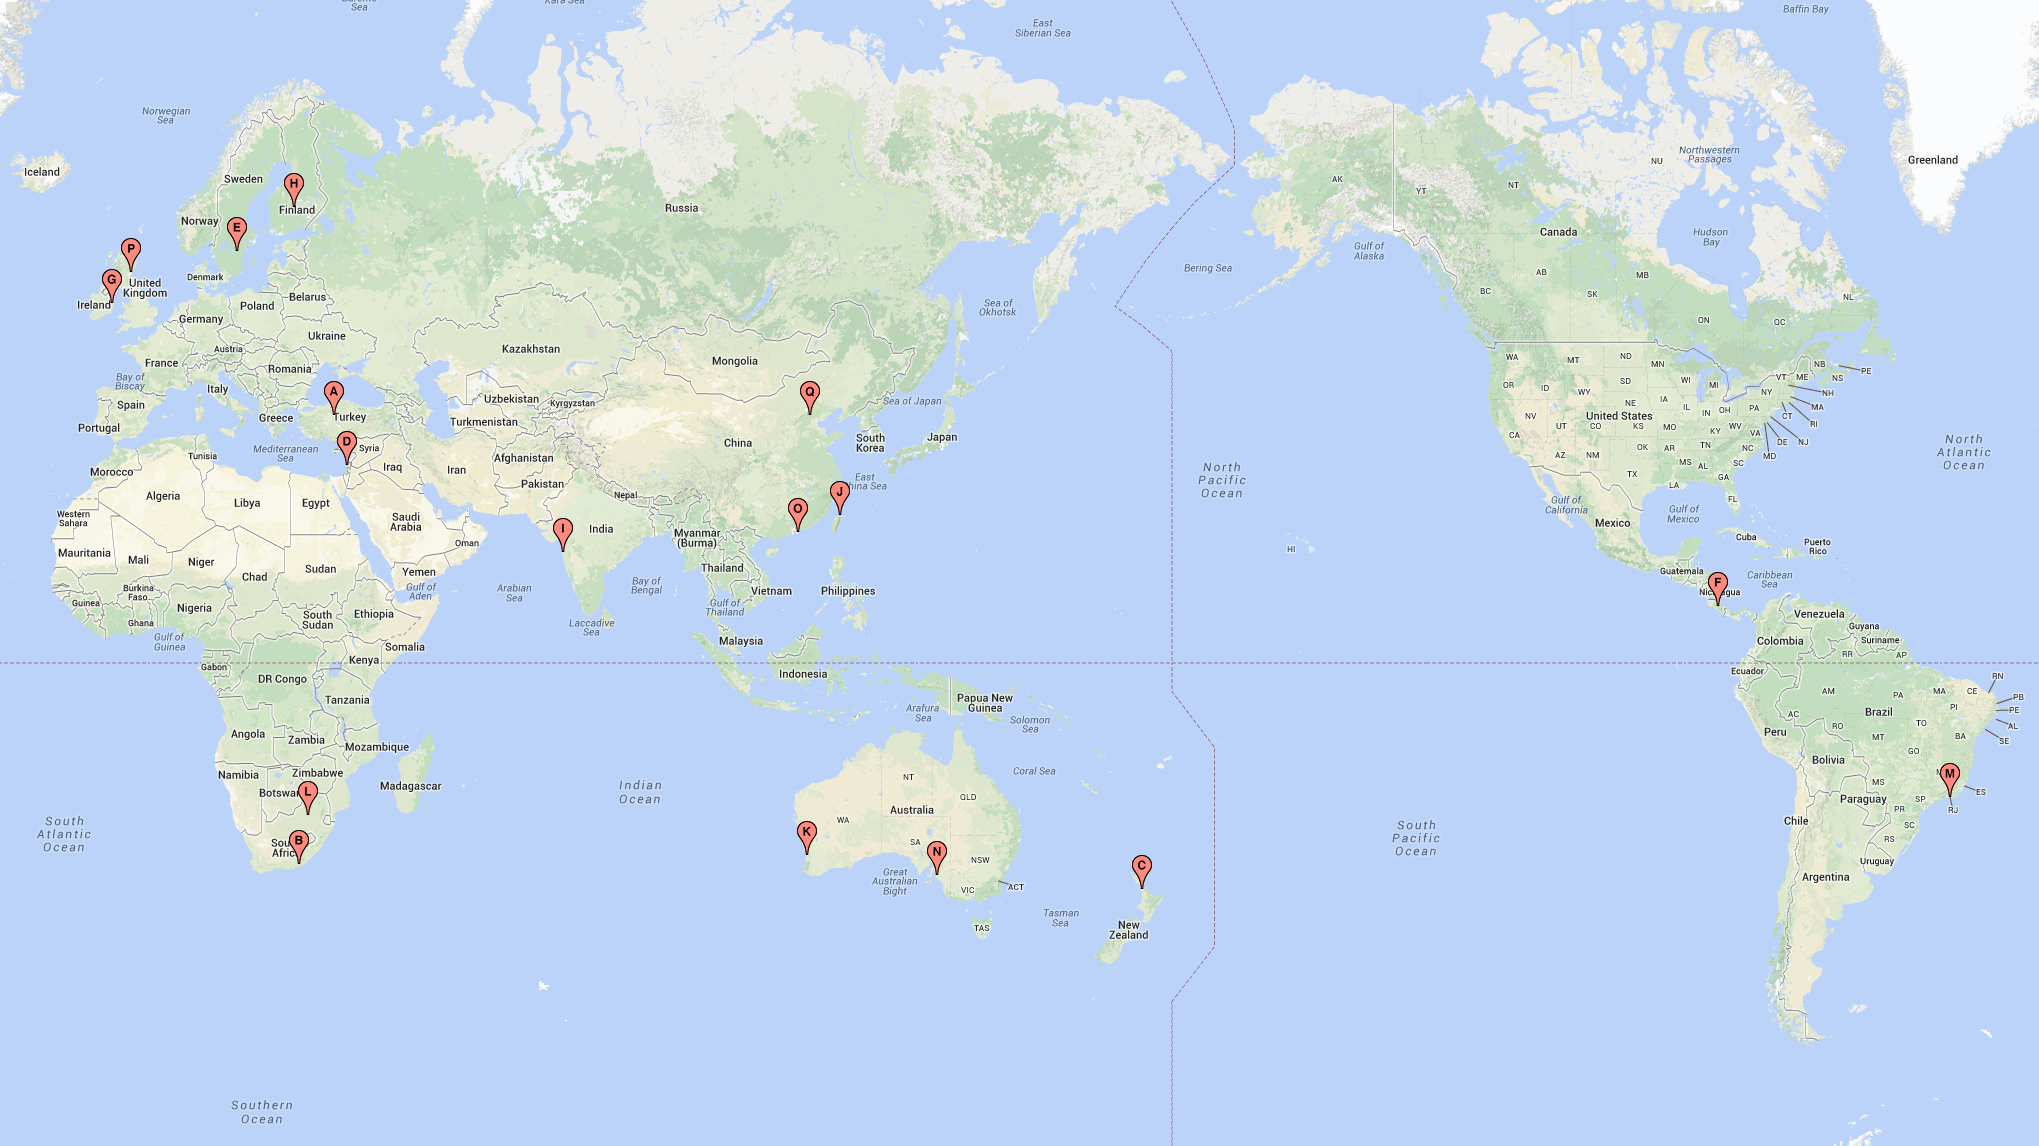 Barents
Sea
Kara Sea
East
Siberian Sea
Baffin Bay
Norwegian
Sea
Iceland
Sweden
H
Finland
Norway
E
Russia
P
G
United
Kingdom
Ireland
Denmark
Belarus
Poland
Germany
Ukraine
Austria
France
Romania
Bay of
Biscay
Italy
Spain
Portugal
Greece
A
Turkey
D
Syria
Mediterranean
Sea
Tunisia
Morocco
Algeria
Libya
Egypt
Western
Sahara
Mauritania
Mali
Niger
Chad
Sudan
Burkina
Faso
Guinea
Nigeria
Ghana
Gulf of
Guinea
South
Sudan
Ethiopia
Somalia
Kenya
Gabon
DR Congo
Tanzania
Angola
Zambia
Mozambique
Namibia
Zimbabwe
Madagascar
L
B
South
Atlantic
Ocean
Southern
Ocean
Kazakhstan
Mongolia
Uzbekistan
Kyrgyzstan
Turkmenistan
Afghanistan
Iraq
Iran
Pakistan
Nepal
Saudi
Arabia
Oman
Yemen
Gulf of
Aden
Arabian
Sea
I
India
Bay of
Bengal
Laccadive
Sea
Myanmar
(Burma)
Thailand
Vietnam
Gulf of
Thailand
Malaysia
Indonesia
Philippines
China
Q
O
J
South
Korea
Japan
Sea of Japan
East
Sea of
Okhotsk
Papua New
Guinea
Arafura
Sea
Solomon
Sea
Coral Sea
Indian
Ocean
NT
QLD
Australia
WA
K
SA
N
NSW
Great
Australian
Bight
VIC
ACT
TAS
Tasman
Sea
C
New
Zealand
Bering Sea
North
Pacific
Ocean
HI
South
Pacific
Ocean
AK
YT
NT
NU
Northwestern
Passages
Greenland
Gulf of
Alaska
Canada
Hudson
Bay
AB
MB
BC
SK
NL
ON
QC
WA
MT
ND
MN
NB
PE
VT
ME
NS
OR
ID
SD
WI
MI
NY
NH
WY
NE
IA
MA
NV
United States
IL
IN
OH
PA
CT
RI
UT
CO
KS
MO
KY
WV
VA
CA
DE
NJ
AZ
NM
OK
AR
TN
NC
MD
MS
AL
SC
TX
GA
LA
FL
North
Atlantic
Ocean
Gulf of
California
Gulf of
Mexico
Mexico
Cuba
Puerto
Rico
Guatemala
Caribbean
Sea
F
Venezuela
Guyana
Colombia
Suriname
RR
AP
Ecuador
RN
AM
PA
MA
CE
PB
PI
PE
Brazil
AC
TO
AL
RO
Peru
MT
BA
SE
GO
Bolivia
M
MS
ES
Paraguay
SP
PR
RJ
Chile
SC
RS
Uruguay
Argentina